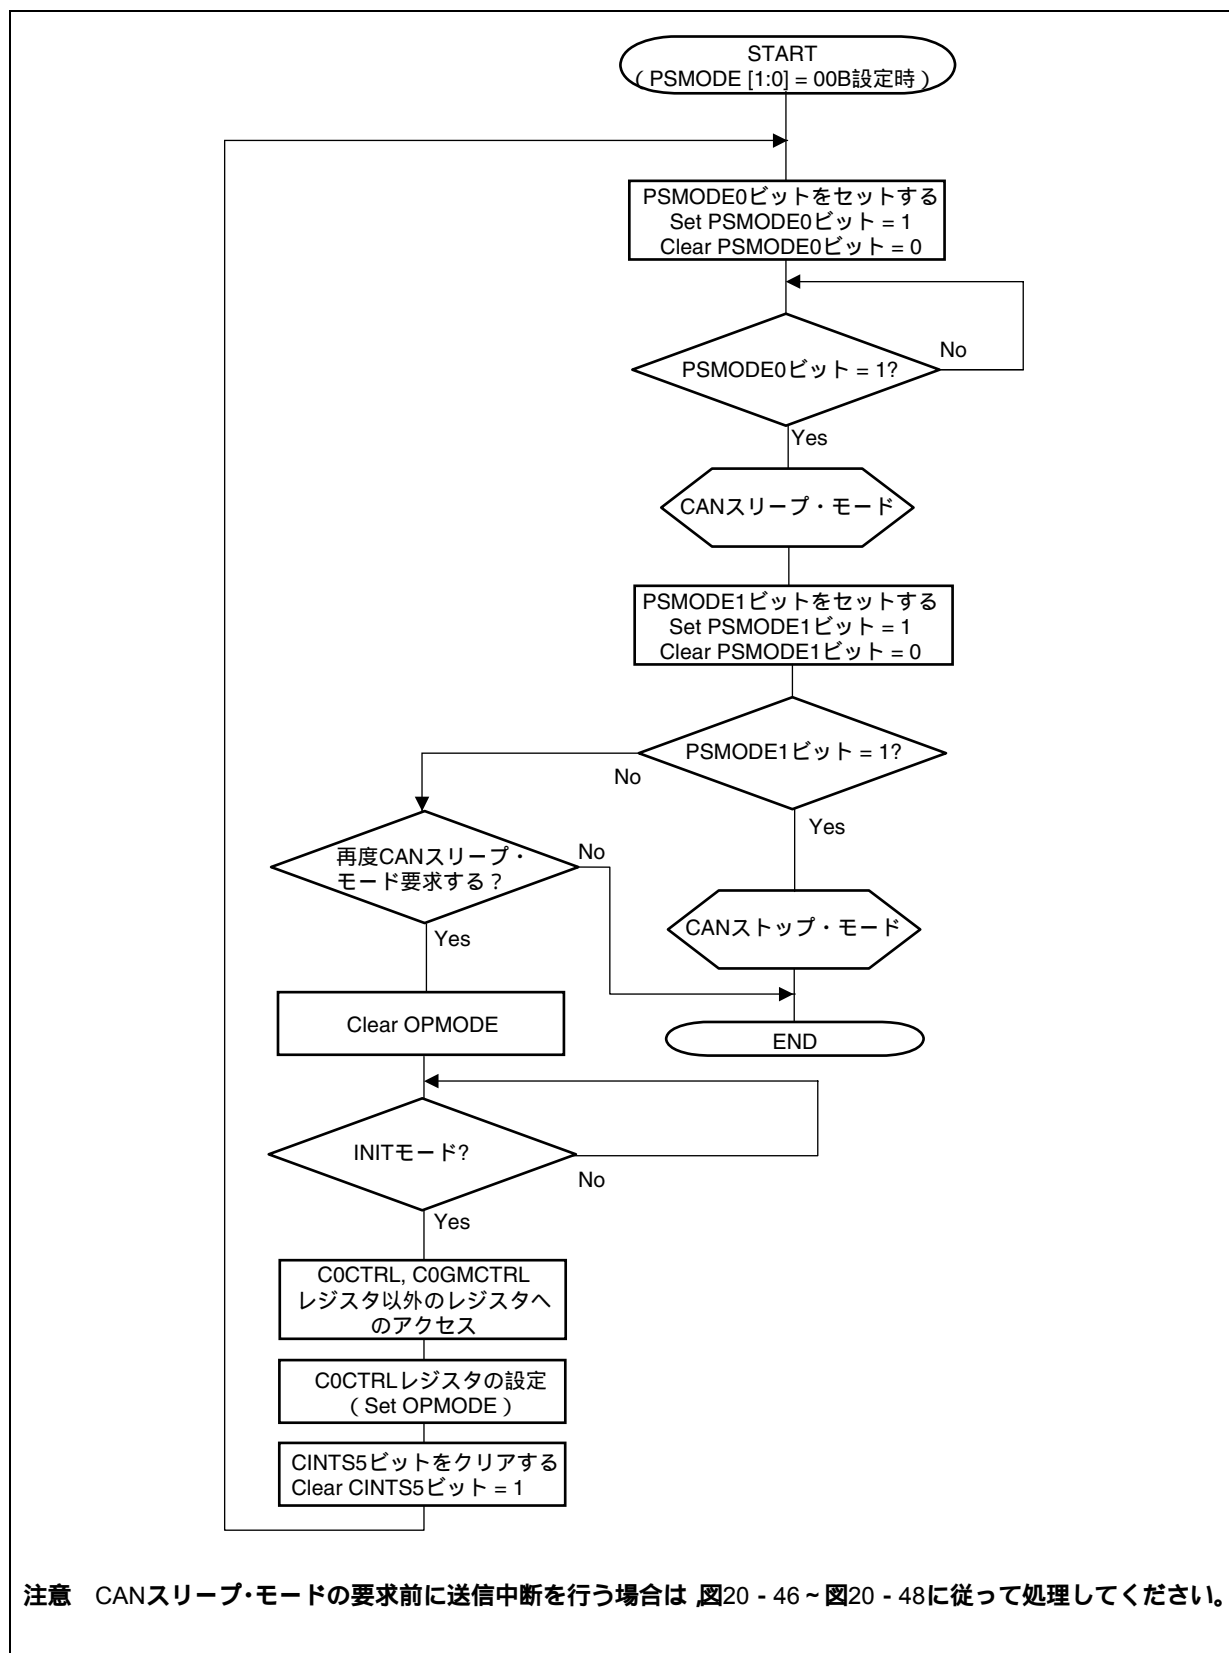 START
( PSMODE [1:0] = 00B設定時 )
PSMODE0ビットをセットする
Set PSMODE0ビット = 1
Clear PSMODE0ビット = 0
PSMODE0ビット = 1?
No
Yes
CANスリープ・モード
PSMODE1ビットをセットする
Set PSMODE1ビット = 1
Clear PSMODE1ビット = 0
PSMODE1ビット = 1?
No
Yes
再度CANスリープ・
モード要求する？
No
Yes
CANストップ・モード
Clear OPMODE
END
INITモード?
No
Yes
C0CTRL, C0GMCTRL
レジスタ以外のレジスタへ
のアクセス
C0CTRLレジスタの設定
( Set OPMODE )
CINTS5ビットをクリアする
Clear CINTS5ビット = 1
注意 CANスリープ・モードの要求前に送信中断を行う場合は,図20 - 46 ~ 図20 - 48に従って処理してください。